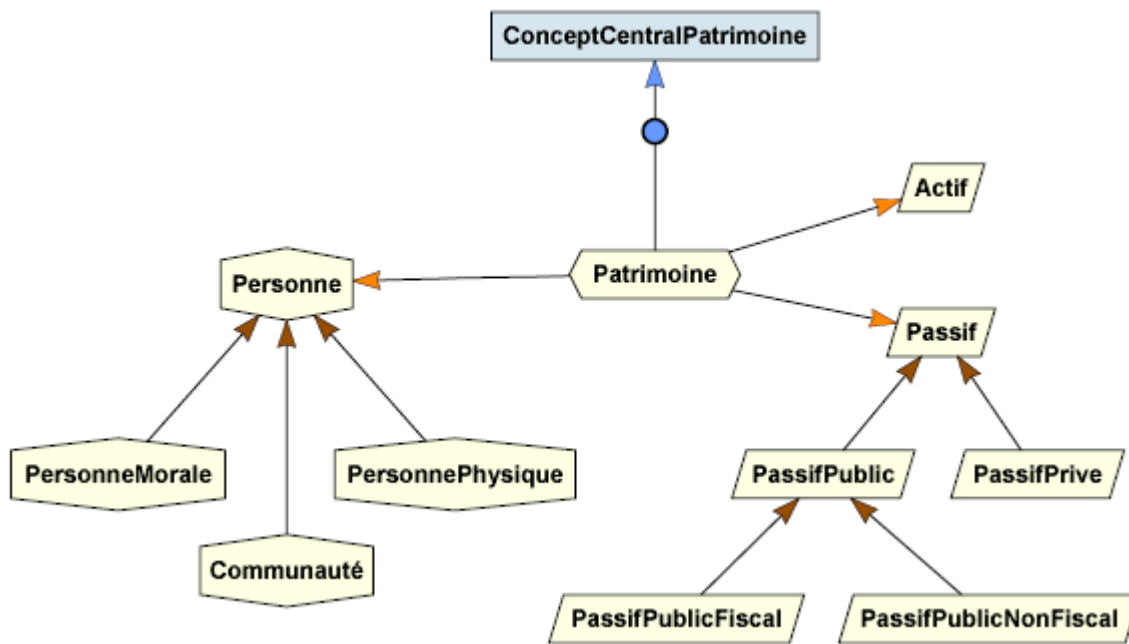 ConceptCentralPatrimoine
Actif
Patrimoine
Personne
Passif
PersonneMorale
PersonnePhysique
PassifPublic
PassifPrive
Communauté
PassifPublicFiscal
PassifPublicNonFiscal